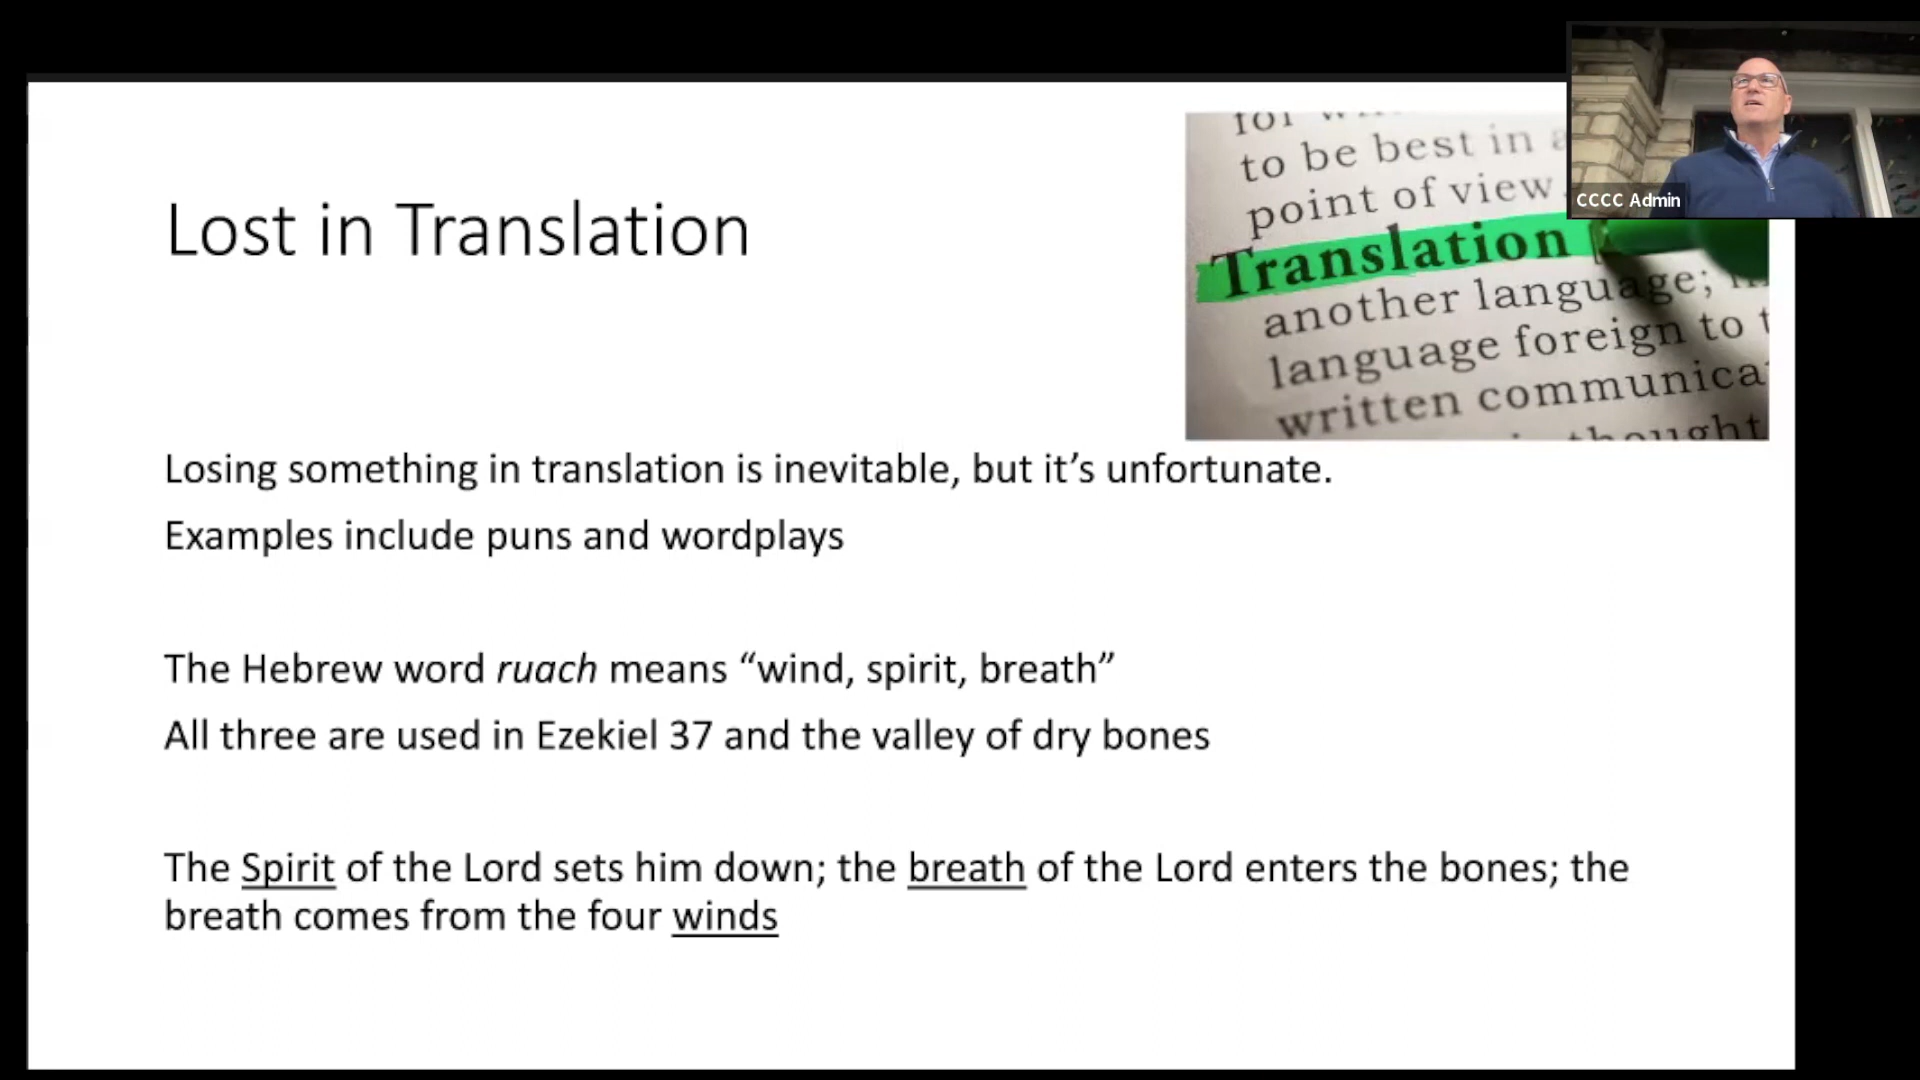 for
to be best in a
point of view
Translation
another language;
language foreign to t
written communica
thought
CCCC Admin
Lost in Translation
Losing something in translation is inevitable, but it’s unfortunate.
Examples include puns and wordplays
The Hebrew word ruach means “wind, spirit, breath”
All three are used in Ezekiel 37 and the valley of dry bones
The Spirit of the Lord sets him down; the breath of the Lord enters the bones; the
breath comes from the four winds